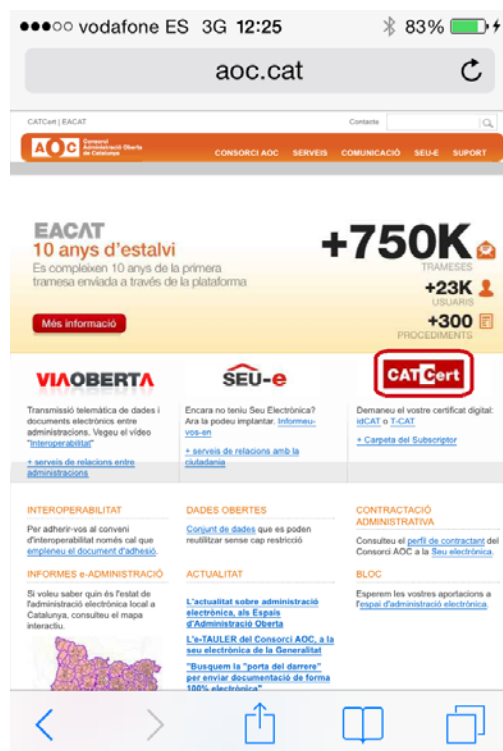 vodafone ES 3G 12:25 83%
aoc.cat
CATCert | EACAT
Contacte
AOC Consorci
Administració Oberta
de Catalunya
CONSORCI AOC SERVEIS COMUNICACIÓ SEU-E SUPORT
EACAT
10 anys d'estalvi
Es compleixen 10 anys de la primera
tramesa enviada a través de la plataforma
Més informació
+750K
TRAMESES
+23K
USUARIS
+300
PROCEDIMENTS
VIAOBERTA
Transmissió telemàtica de dades i
documents electrònics entre
administracions. Vegeu el vídeo
"Interoperabilitat"
+ serveis de relacions entre
administracions
SEU-e
Encara no teniu Seu Electrònica?
Ara la podeu implantar. Informeu-
vos-en
+ serveis de relacions amb la
ciutadania
CATCert
Demaneu el vostre certificat digital:
idCAT o T-CAT
+ Carpeta del Subscriptor
INTEROPERABILITAT
Per adherir-vos al conveni
d'interoperabilitat només cal que
empleneu el document d'adhesió.
DADES OBERTES
Conjunt de dades que es poden
reutilitzar sense cap restricció
CONTRACTACIÓ
ADMINISTRATIVA
Consulteu el perfil de contractant del
Consorci AOC a la Seu electrònica.
INFORMES e-ADMINISTRACIÓ
Si voleu saber quin és l'estat de
l'administració electrònica local a
Catalunya, consulteu el mapa
interactiu.
ACTUALITAT
L'actualitat sobre administració
electrònica, als Espais
d'Administració Oberta
L'e-TAULER del Consorci AOC, a la
seu electrònica de la Generalitat
"Busquem la "porta del darrere"
per enviar documentació de forma
100% electrònica"
BLOC
Esperem les vostres aportacions a
l'espai d'administració electrònica.